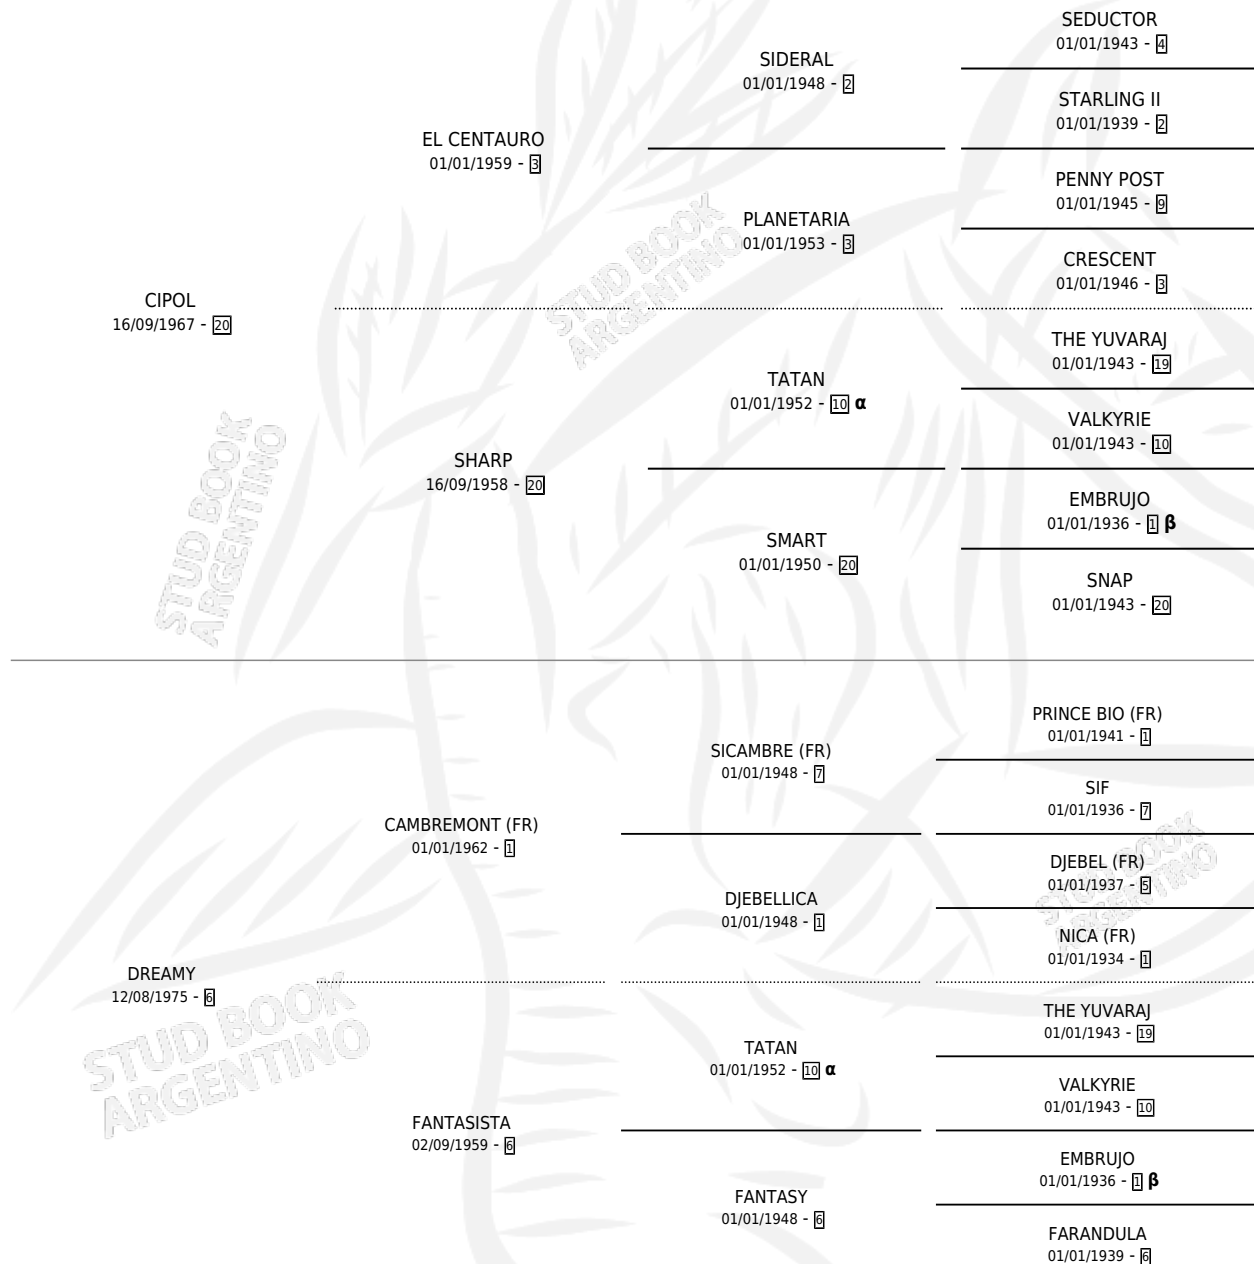 SEDUCTOR
01/01/1943 - 4
SIDERAL
01/01/1948 - 2
STARLING II
01/01/1939 - 2
EL CENTAURO
01/01/1959 - 3
PENNY POST
01/01/1945 - 9
PLANETARIA
01/01/1953 - 3
CRESCENT
01/01/1946 - 3
CIPOL
16/09/1967 - 20
THE YUVARAJ
01/01/1943 - 19
TATAN
01/01/1952 - 10 α
VALKYRIE
01/01/1943 - 10
SHARP
16/09/1958 - 20
EMBRUJO
01/01/1936 - 1 β
SMART
01/01/1950 - 20
SNAP
01/01/1943 - 20
PRINCE BIO (FR)
01/01/1941 - 1
SICAMBRE (FR)
01/01/1948 - 7
SIF
01/01/1936 - 7
CAMBREMONT (FR)
01/01/1962 - 1
DJEBEL (FR)
01/01/1937 - 5
DJEBELLICA
01/01/1948 - 1
NICA (FR)
01/01/1934 - 1
DREAMY
12/08/1975 - 6
THE YUVARAJ
01/01/1943 - 19
TATAN
01/01/1952 - 10 α
VALKYRIE
01/01/1943 - 10
FANTASISTA
02/09/1959 - 6
EMBRUJO
01/01/1936 - 1 β
FANTASY
01/01/1948 - 6
FARANDULA
01/01/1939 - 6
STUD BOOK
ARGENTINO
STUD BOOK
ARGENTINO
STUD BOOK
ARGENTINO
STUD BOOK
ARGENTINO